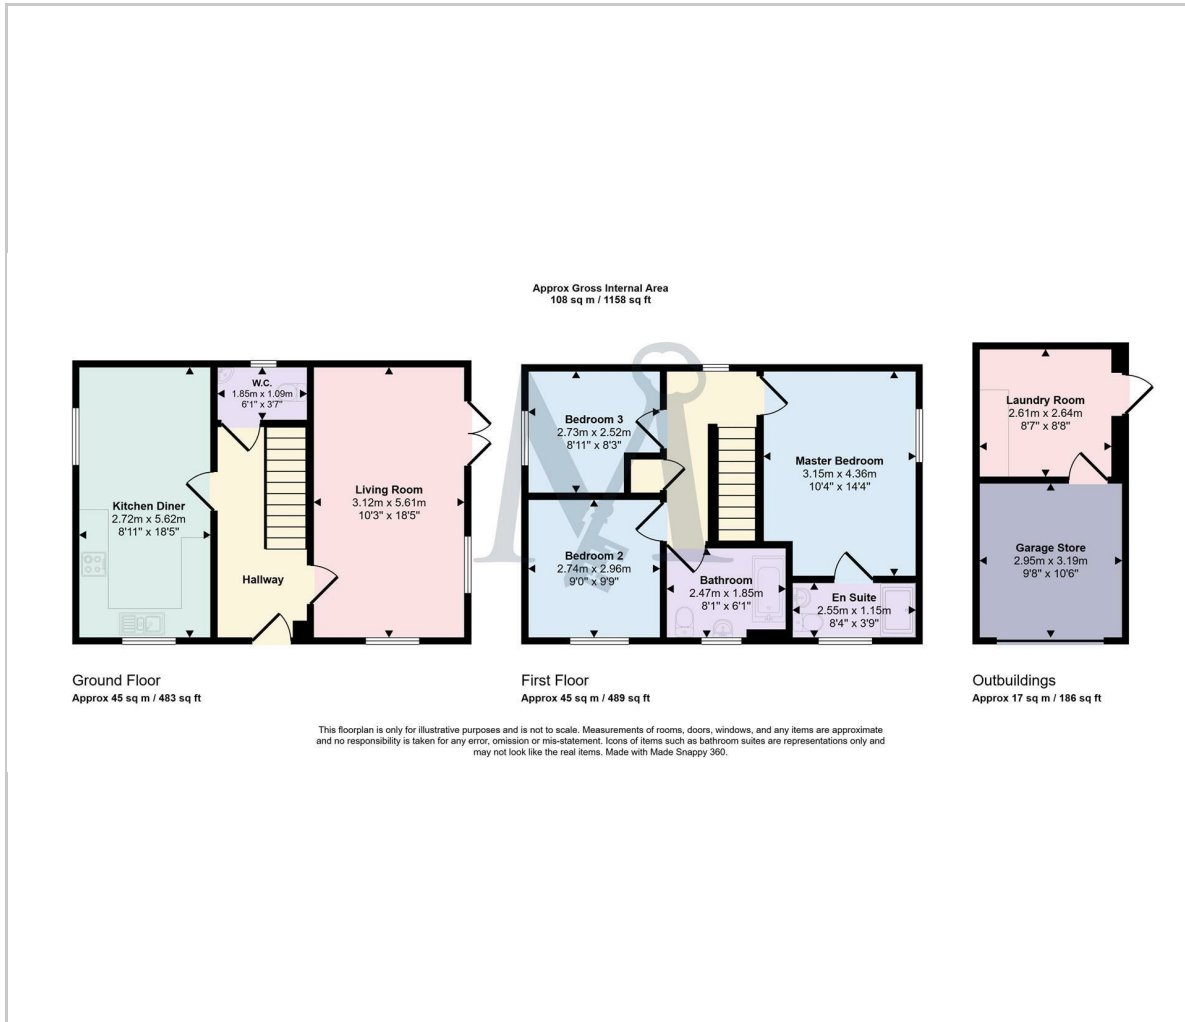 Approx Gross Internal Area
108 sq m / 1158 sq ft
W.C.
1.85m x 1.09m
6'1" x 3'7"
Kitchen Diner
2.72m x 5.62m
8'11" x 18'5"
Living Room
3.12m x 5.61m
10'3" x 18'5"
Hallway
Ground Floor
Approx 45 sq m / 483 sq ft
Bedroom 3
2.73m x 2.52m
8'11" x 8'3"
Master Bedroom
3.15m x 4.36m
10'4" x 14'4"
Bedroom 2
2.74m x 2.96m
9'0" x 9'9"
Bathroom
2.47m x 1.85m
8'1" x 6'1"
En Suite
2.55m x 1.15m
8'4" x 3'9"
First Floor
Approx 45 sq m / 489 sq ft
Laundry Room
2.61m x 2.64m
8'7" x 8'8"
Garage Store
2.95m x 3.19m
9'8" x 10'6"
Outbuildings
Approx 17 sq m / 186 sq ft
This floorplan is only for illustrative purposes and is not to scale. Measurements of rooms, doors, windows, and any items are approximate
and no responsibility is taken for any error, omission or mis-statement. Icons of items such as bathroom suites are representations only and
may not look like the real items. Made with Made Snappy 360.